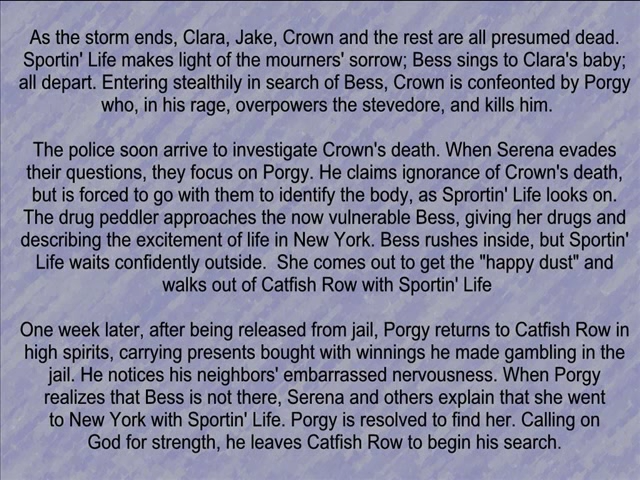 As the storm ends, Clara, Jake, Crown and the rest are all presumed dead.
Sportin' Life makes light of the mourners' sorrow; Bess sings to Clara's baby;
all depart. Entering stealthily in search of Bess, Crown is confeonted by Porgy
who, in his rage, overpowers the stevedore, and kills him.
The police soon arrive to investigate Crown's death. When Serena evades
their questions, they focus on Porgy. He claims ignorance of Crown's death,
but is forced to go with them to identify the body, as Sprortin' Life looks on.
The drug peddler approaches the now vulnerable Bess, giving her drugs and
describing the excitement of life in New York. Bess rushes inside, but Sportin'
Life waits confidently outside.  She comes out to get the "happy dust" and
walks out of Catfish Row with Sportin' Life
One week later, after being released from jail, Porgy returns to Catfish Row in
high spirits, carrying presents bought with winnings he made gambling in the
jail. He notices his neighbors' embarrassed nervousness. When Porgy
realizes that Bess is not there, Serena and others explain that she went
to New York with Sportin' Life. Porgy is resolved to find her. Calling on
God for strength, he leaves Catfish Row to begin his search.